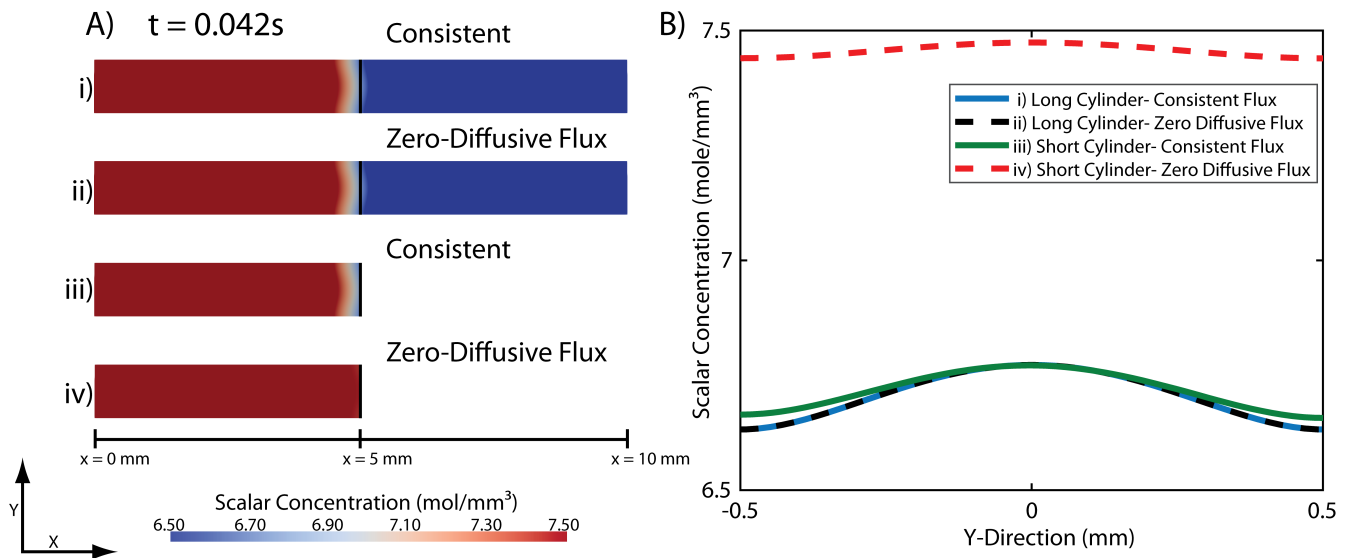 A) t = 0.042s
Consistent
i)
Zero-Diffusive Flux
ii)
Consistent
iii)
Zero-Diffusive Flux
iv)
x = 0 mm x = 5 mm x = 10 mm
Y
X
Scalar Concentration (mol/mm³)
6.50 6.70 6.90 7.10 7.30 7.50
B)
7.5
7
6.5
Scalar Concentration (mole/mm³)
i) Long Cylinder- Consistent Flux
ii) Long Cylinder- Zero Diffusive Flux
iii) Short Cylinder- Consistent Flux
iv) Short Cylinder- Zero Diffusive Flux
-0.5 0 0.5
Y-Direction (mm)